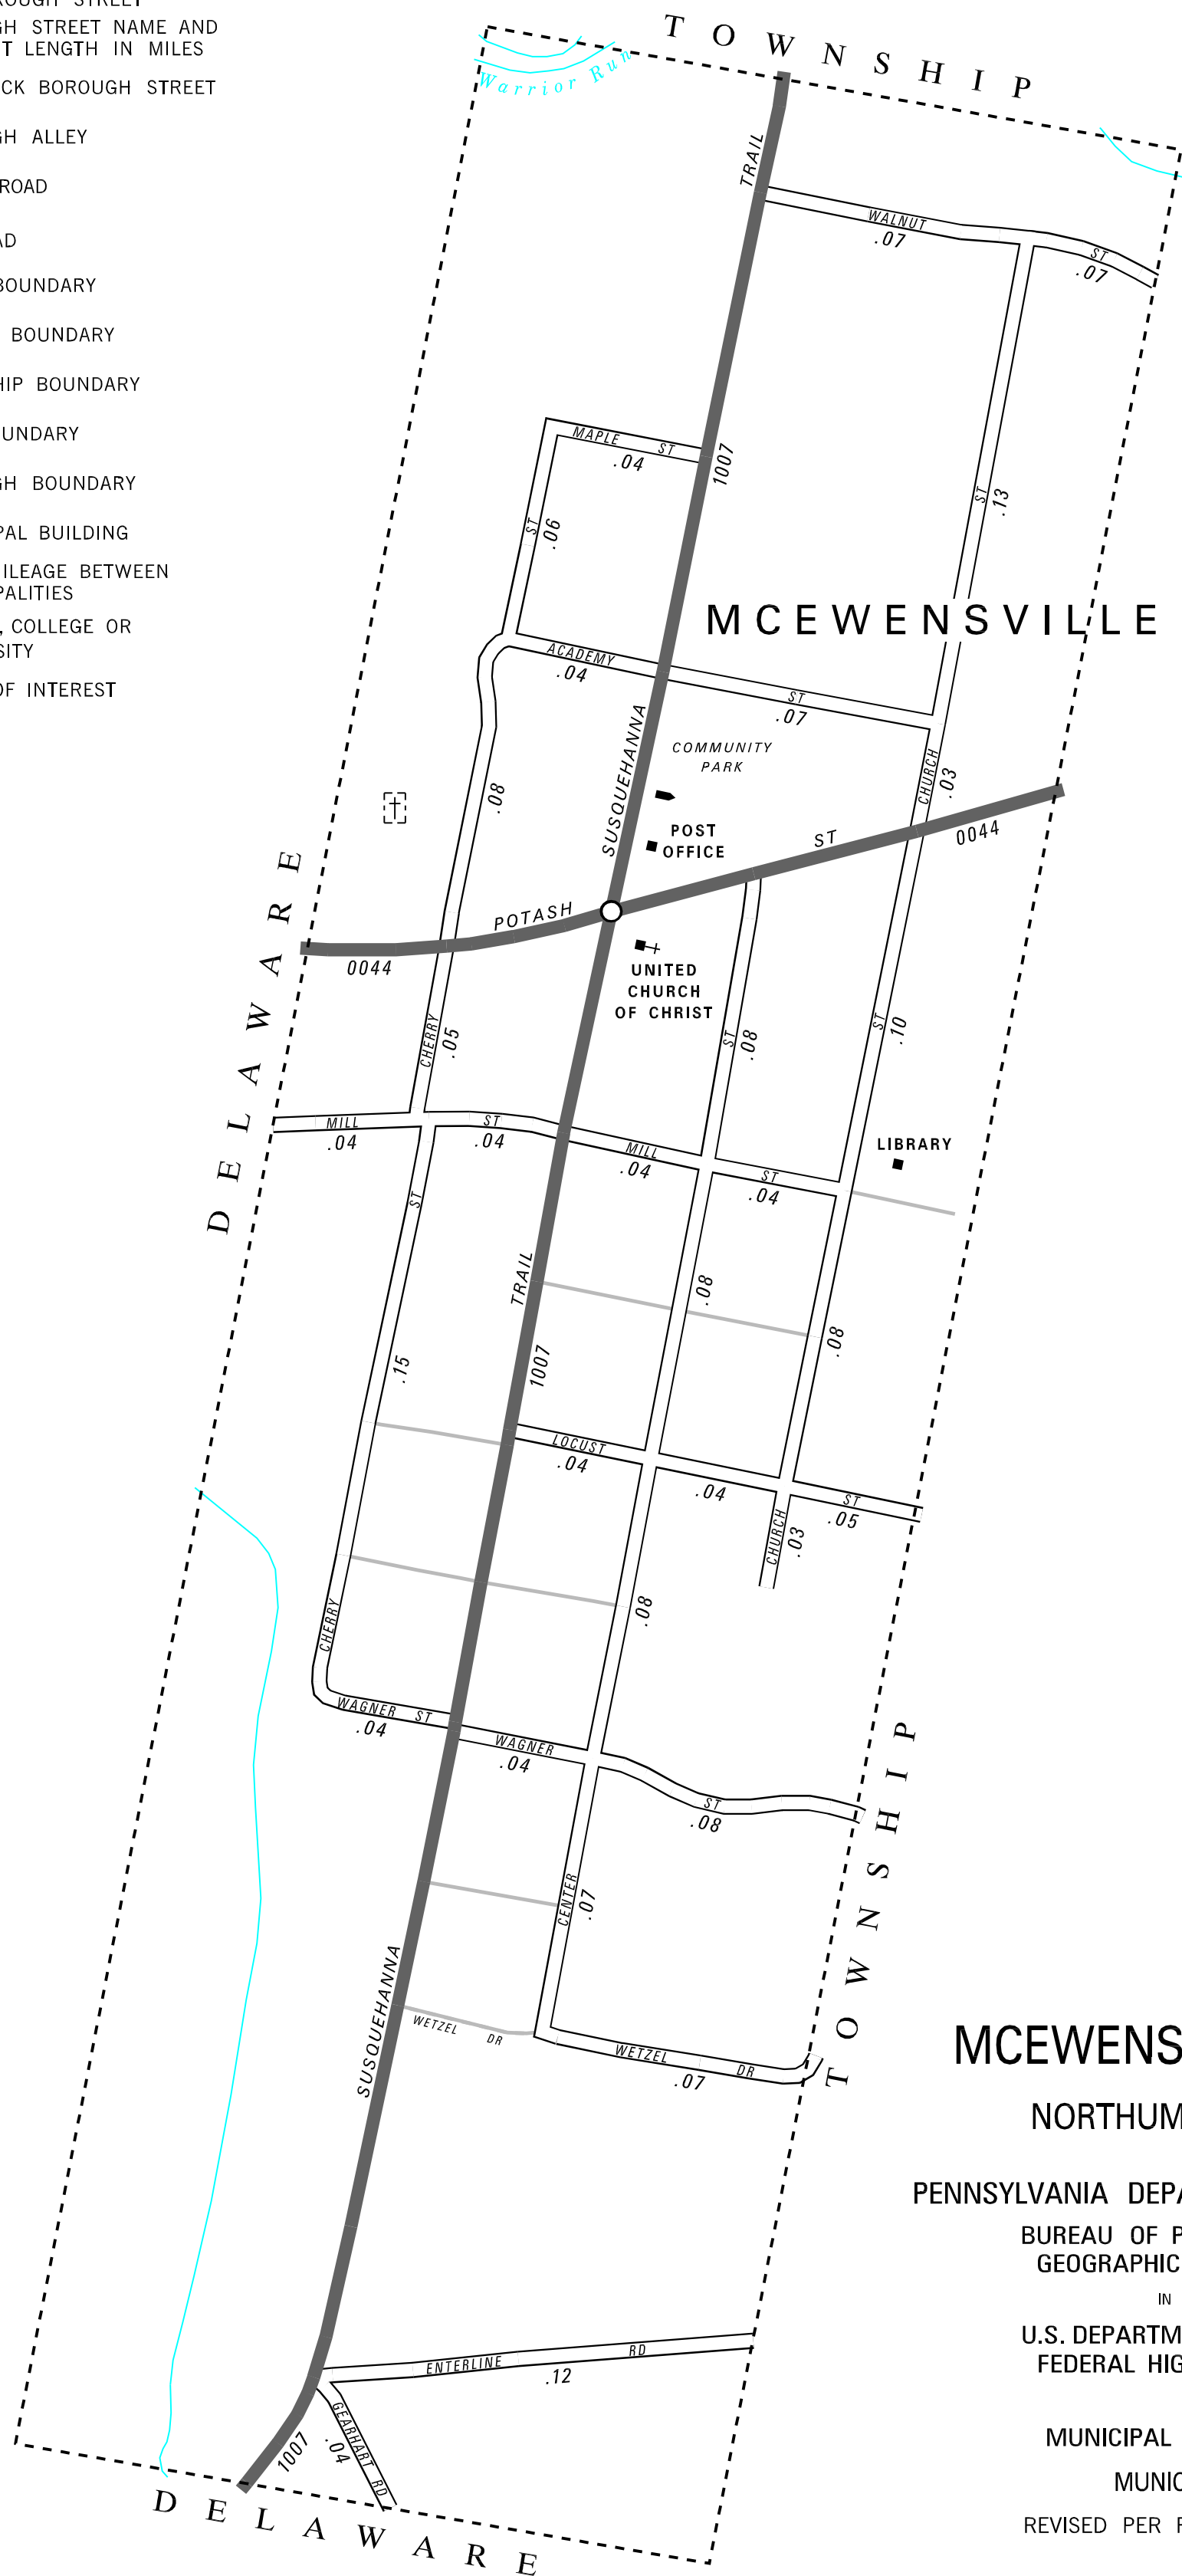 GH STREET NAME AND
T LENGTH IN MILES
CK BOROUGH STREET
GH ALLEY
ROAD
AD
BOUNDARY
BOUNDARY
HIP BOUNDARY
UNDARY
GH BOUNDARY
PAL BUILDING
ILEAGE BETWEEN
PALITIES
, COLLEGE OR
SITY
OF INTEREST
TOWNSHIP
Warrior Run
TRAIL
WALNUT ST
.07
.07
MAPLE ST
.04
1007
ST
.06
ST
.13
MCEWENSVILLE
ACADEMY ST
.04
.07
SUSQUEHANNA
COMMUNITY
PARK
CHURCH
.03
.08
POST
OFFICE
POTASH ST
0044
0044
UNITED
CHURCH
OF CHRIST
DELAWARE
CHERRY
.05
ST
.08
ST
.10
MILL ST
.04
.04
MILL ST
.04
.04
LIBRARY
ST
TRAIL
.08
.08
1007
.15
LOCUST ST
.04
.04
.05
CHURCH
.03
CHERRY
.08
WAGNER ST
.04
WAGNER ST
.04
.08
TOWNSHIP
CENTER
.07
SUSQUEHANNA
WETZEL DR
WETZEL DR
.07
MCEWENS
NORTHUM
PENNSYLVANIA DEPA
BUREAU OF P
GEOGRAPHIC
IN
U.S. DEPARTM
FEDERAL HIG
ENTERLINE RD
.12
GEARHART RD
.04
1007
MUNICIPAL
MUNIC
REVISED PER F
DELAWARE